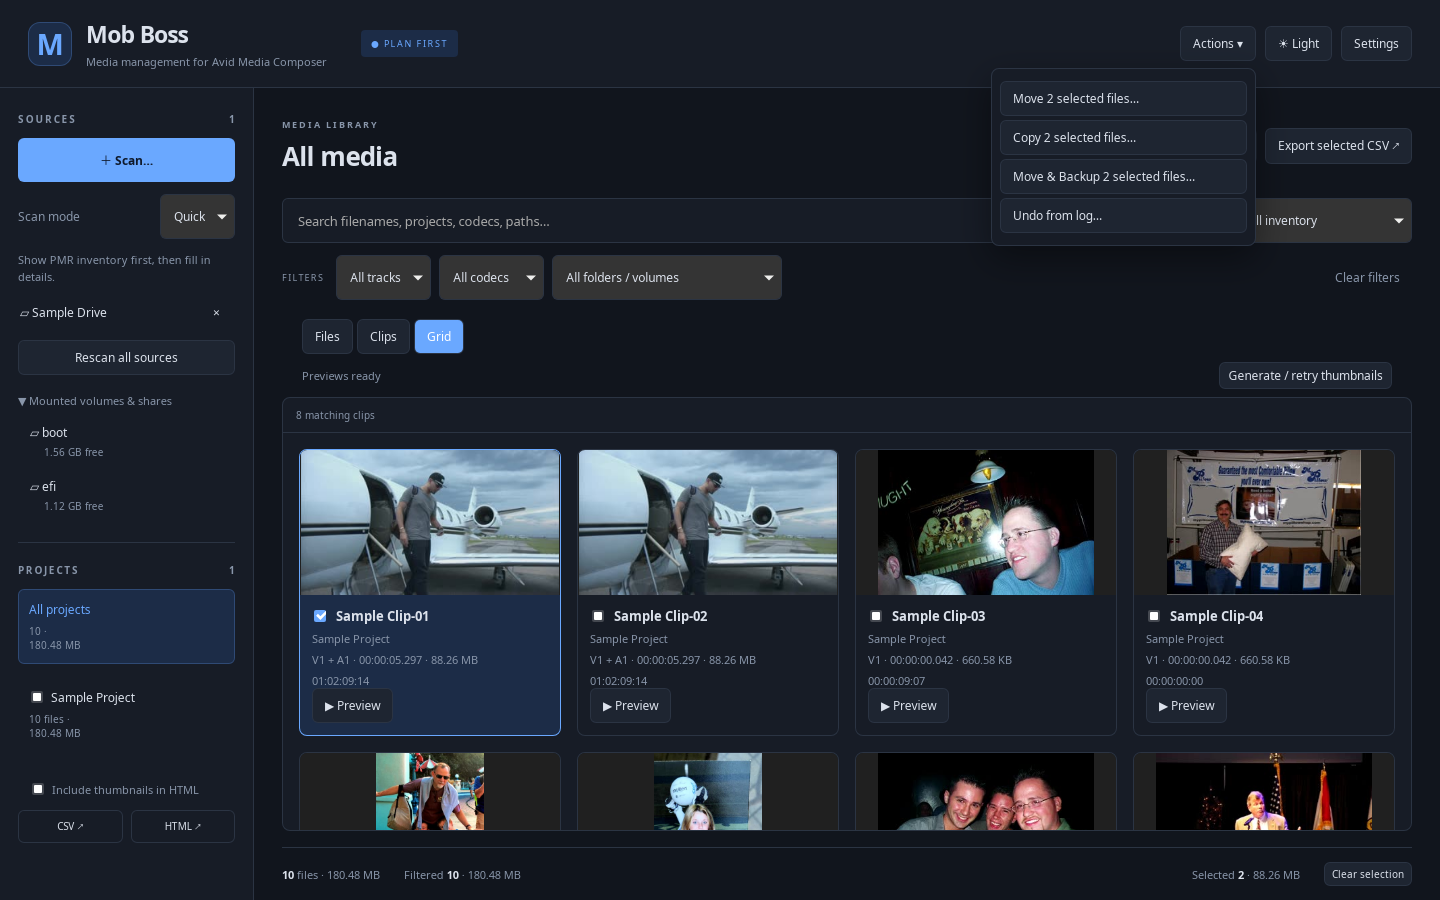 M
Mob Boss
Media management for Avid Media Composer
● PLAN FIRST
Actions ▾
☀ Light
Settings
Move 2 selected files...
Copy 2 selected files...
Move & Backup 2 selected files...
Undo from log...
SOURCES 1
+ Scan...
Scan mode
Quick
Show PMR inventory first, then fill in
details.
▱ Sample Drive ×
Rescan all sources
▼ Mounted volumes & shares
▱ boot
1.56 GB free
▱ efi
1.12 GB free
PROJECTS 1
All projects
10 ·
180.48 MB
Sample Project
10 files ·
180.48 MB
Include thumbnails in HTML
CSV ↗
HTML ↗
MEDIA LIBRARY
All media
Export selected CSV ↗
Search filenames, projects, codecs, paths...
ll inventory
FILTERS
All tracks
All codecs
All folders / volumes
Clear filters
Files
Clips
Grid
Previews ready
Generate / retry thumbnails
8 matching clips
Sample Clip-01
Sample Project
V1 + A1 · 00:00:05.297 · 88.26 MB
01:02:09:14
▶ Preview
Sample Clip-02
Sample Project
V1 + A1 · 00:00:05.297 · 88.26 MB
01:02:09:14
▶ Preview
UGHT
Sample Clip-03
Sample Project
V1 · 00:00:00.042 · 660.58 KB
00:00:09:07
▶ Preview
Guaranteed the most Comfortable
you'll ever own!
Sample Clip-04
Sample Project
V1 · 00:00:00.042 · 660.58 KB
00:00:00:00
▶ Preview
10 files · 180.48 MB
Filtered 10 · 180.48 MB
Selected 2 · 88.26 MB
Clear selection